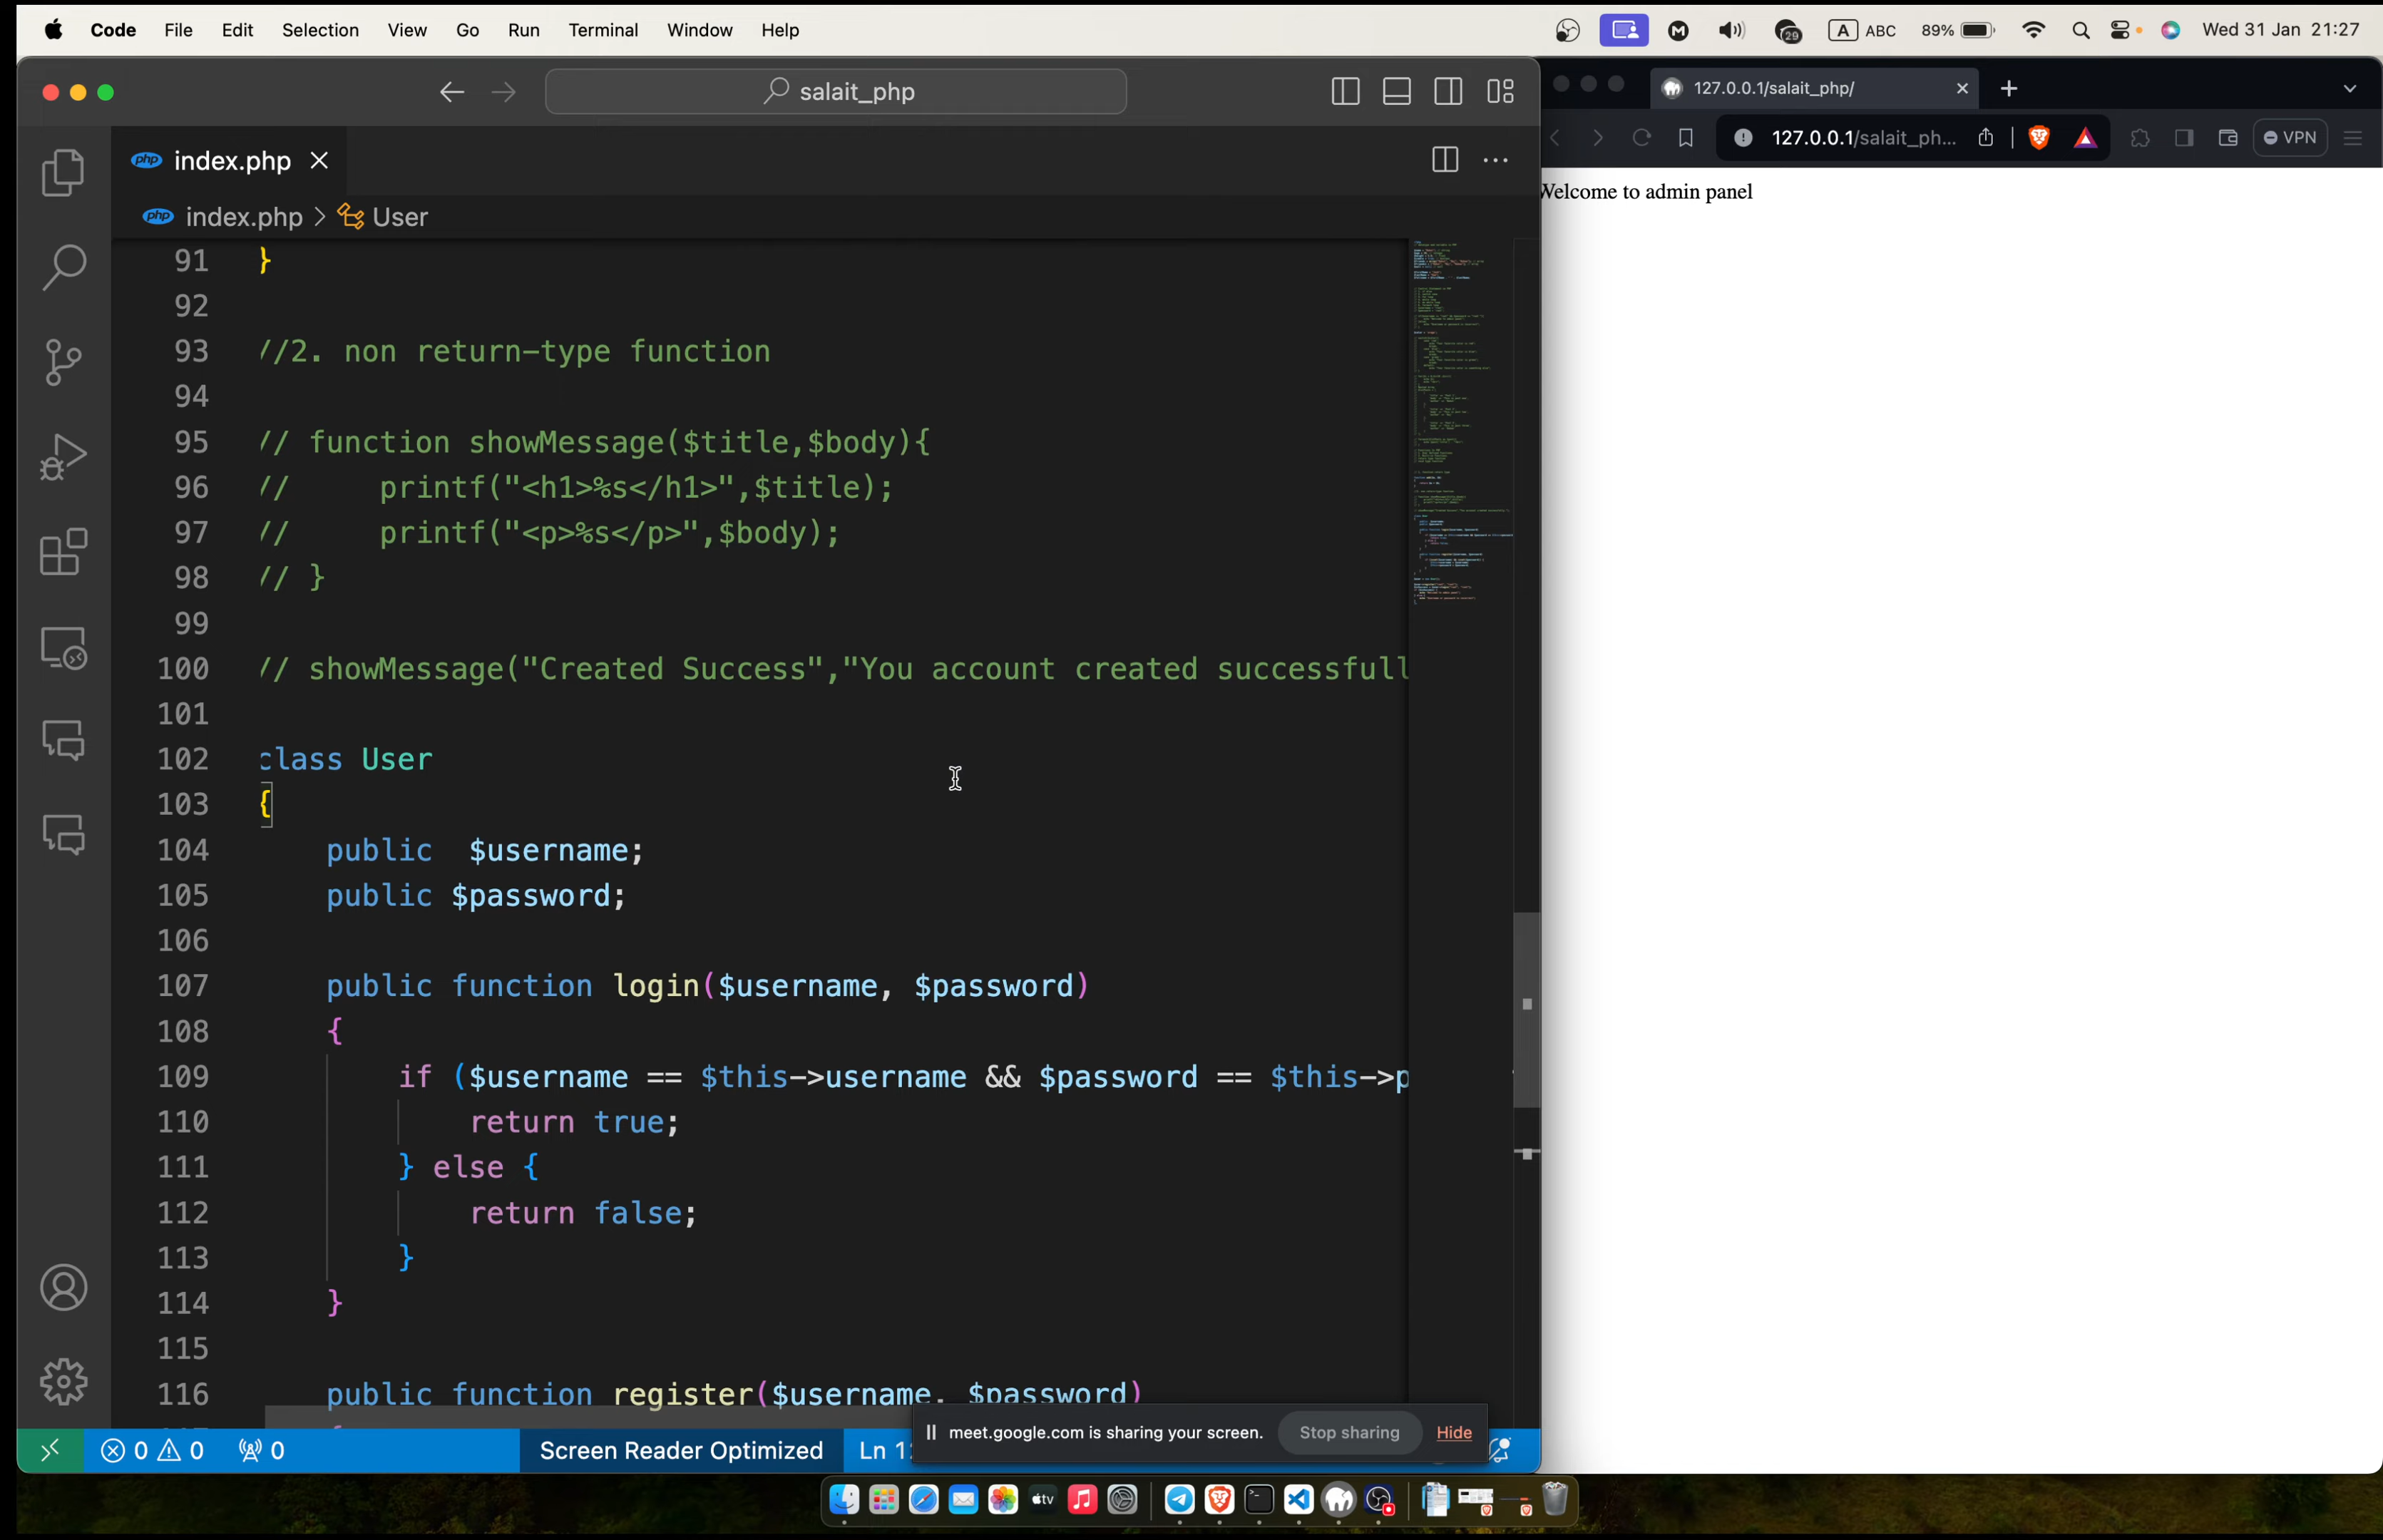 Code File Edit Selection View Go Run Terminal Window Help 29 A ABC 89% Wed 31 Jan 21:27
salait_php
127.0.0.1/salait_php/
127.0.0.1/salait_ph... VPN
php index.php
php index.php > User
Welcome to admin panel
91 }
92
93 //2. non return-type function
94
95 // function showMessage($title,$body){
96 //     printf("<h1>%s</h1>",$title);
97 //     printf("<p>%s</p>",$body);
98 // }
99
100 // showMessage("Created Success","You account created successfull
101
102 class User
103 {
104     public  $username;
105     public $password;
106
107     public function login($username, $password)
108     {
109         if ($username == $this->username && $password == $this->p
110             return true;
111         } else {
112             return false;
113         }
114     }
115
116     public function register($username, $password)
0 0 0 Screen Reader Optimized
meet.google.com is sharing your screen. Stop sharing Hide
tv